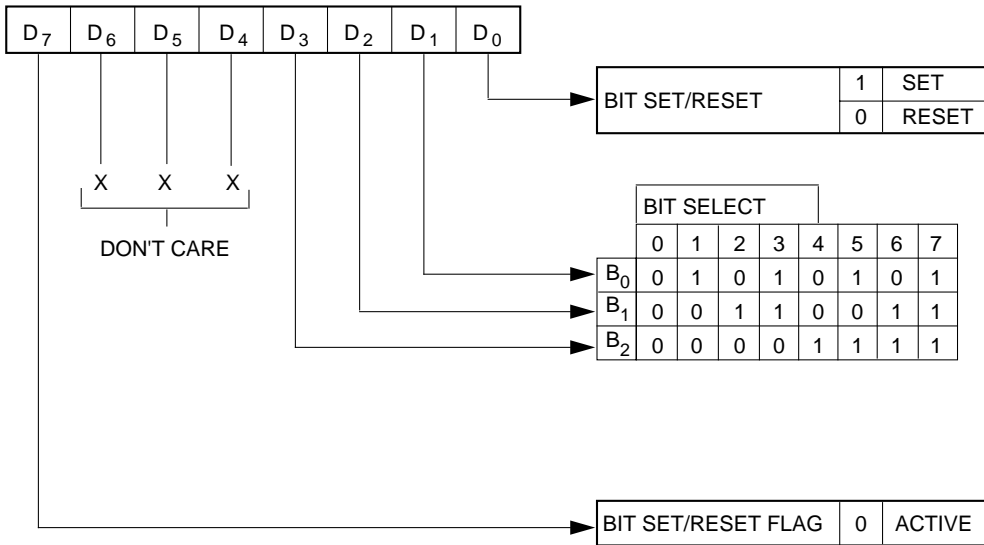 D7 D6 D5 D4 D3 D2 D1 D0
BIT SET/RESET 1 SET
0 RESET
X X X
DON'T CARE
BIT SELECT
0 1 2 3 4 5 6 7
B0 0 1 0 1 0 1 0 1
B1 0 0 1 1 0 0 1 1
B2 0 0 0 0 1 1 1 1
BIT SET/RESET FLAG 0 ACTIVE